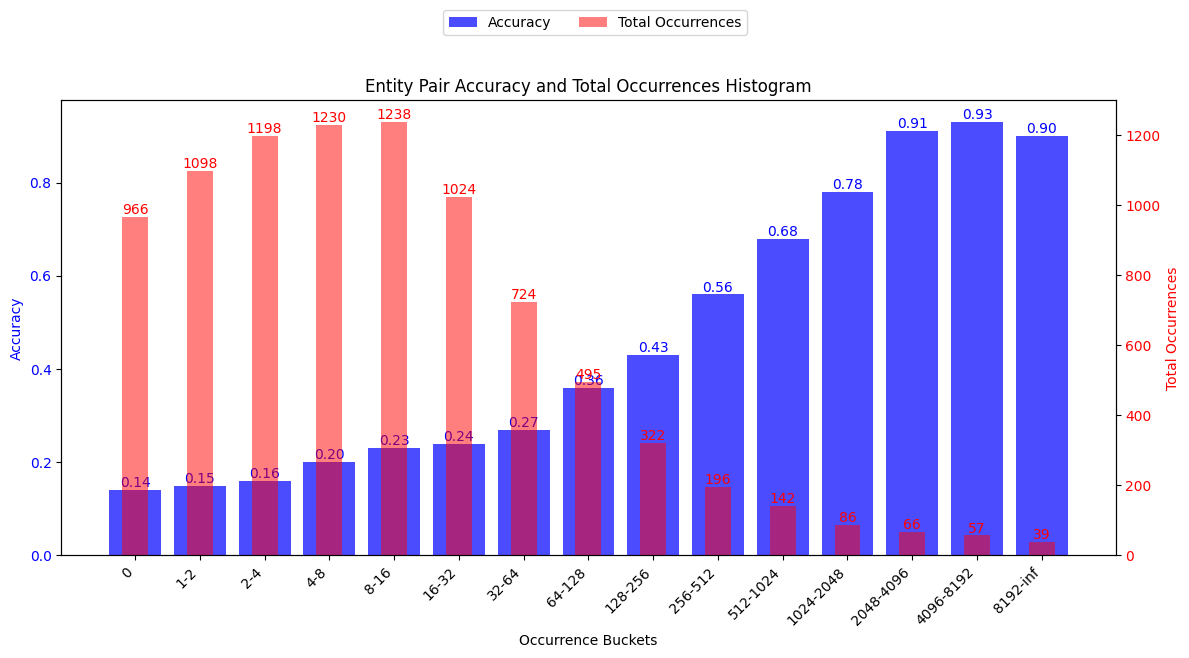 Accuracy Total Occurrences
Entity Pair Accuracy and Total Occurrences Histogram
966 1098 1198 1230 1238 1024 724 495 322 196 142 86 66 57 39
0.14 0.15 0.16 0.20 0.23 0.24 0.27 0.36 0.43 0.56 0.68 0.78 0.91 0.93 0.90
Accuracy
0.8
0.6
0.4
0.2
0.0
Total Occurrences
1200
1000
800
600
400
200
0
0 1-2 2-4 4-8 8-16 16-32 32-64 64-128 128-256 256-512 512-1024 1024-2048 2048-4096 4096-8192 8192-inf
Occurrence Buckets